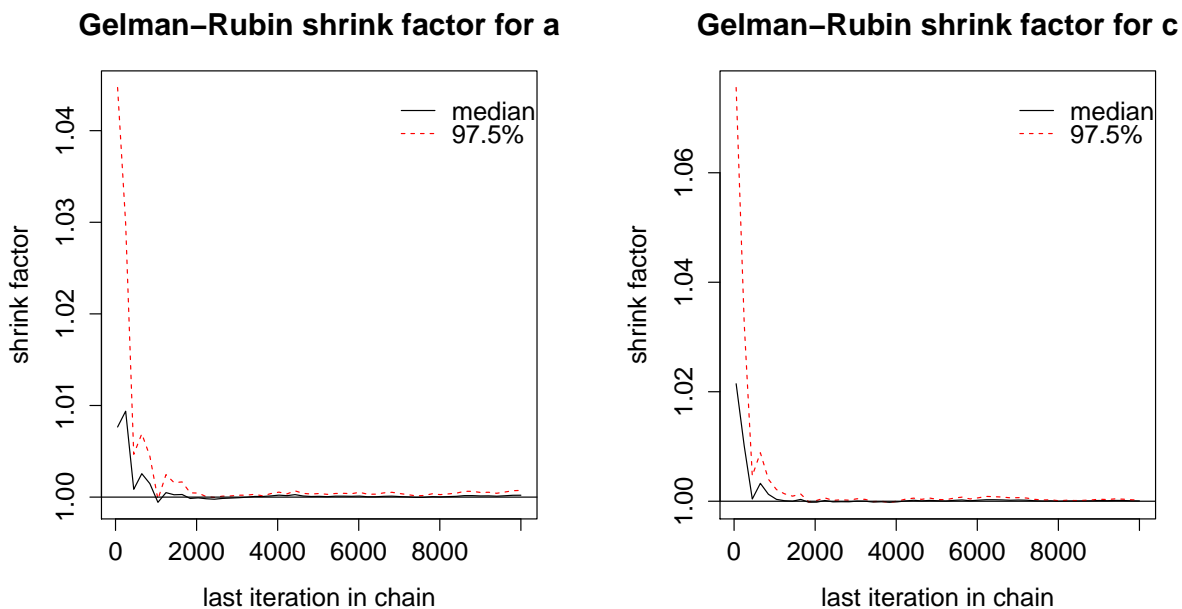 Gelman−Rubin shrink factor for a
median
97.5%
1.04
1.03
1.02
1.01
1.00
shrink factor
0 2000 4000 6000 8000
last iteration in chain
Gelman−Rubin shrink factor for c
median
97.5%
1.06
1.04
1.02
1.00
shrink factor
0 2000 4000 6000 8000
last iteration in chain